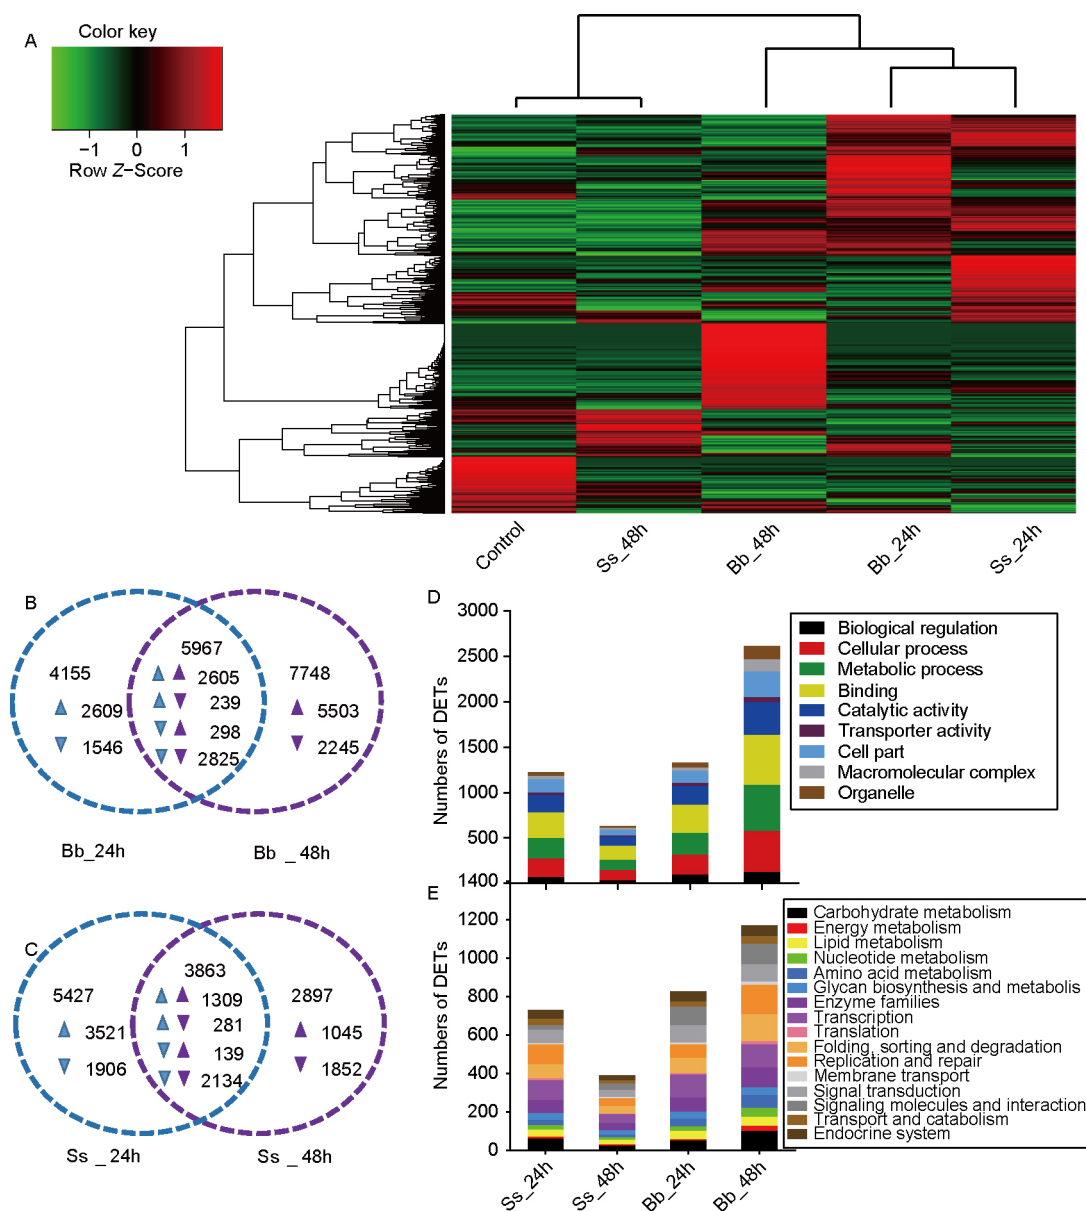 A
Color key
−1 0 1
Row Z−Score
Control
Ss_48h
Bb_48h
Bb_24h
Ss_24h
B
4155
2609
1546
5967
2605
239
298
2825
7748
5503
2245
Bb_24h
Bb _ 48h
C
5427
3521
1906
3863
1309
281
139
2134
2897
1045
1852
Ss _ 24h
Ss _ 48h
D
Numbers of DETs
3000
2500
2000
1500
1000
500
1400
Biological regulation
Cellular process
Metabolic process
Binding
Catalytic activity
Transporter activity
Cell part
Macromolecular complex
Organelle
E
Numbers of DETs
1200
1000
800
600
400
200
0
Ss_24h
Ss_48h
Bb_24h
Bb_48h
Carbohydrate metabolism
Energy metabolism
Lipid metabolism
Nucleotide metabolism
Amino acid metabolism
Glycan biosynthesis and metabolis
Enzyme families
Transcription
Translation
Folding, sorting and degradation
Replication and repair
Membrane transport
Signal transduction
Signaling molecules and interaction
Transport and catabolism
Endocrine system